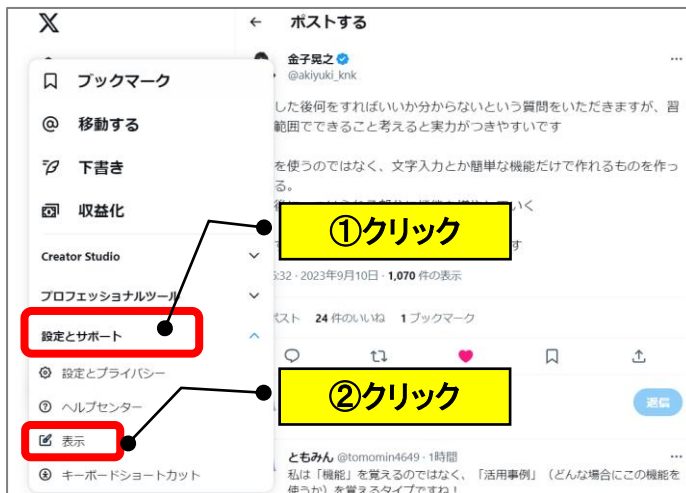 X
← ポストする
金子晃之
@akiyuki_knk
ブックマーク
移動する
下書き
収益化
Creator Studio
プロフェッショナルツール
設定とサポート
設定とプライバシー
ヘルプセンター
表示
キーボードショートカット
した後何をすればいいか分からないという質問をいただきますが、習
範囲でできること考えると実力がつきやすいです
を使うのではなく、文字入力とか簡単な機能だけで作れるものを作っ
る。
いく
①クリック
す
:32 · 2023年9月10日 · 1,070 件の表示
スト 24 件のいいね 1 ブックマーク
②クリック
返信
ともみん @tomomin4649 · 1時間
私は「機能」を覚えるのではなく、「活用事例」（どんな場合にこの機能を
使うか）を覚えるタイプですね！